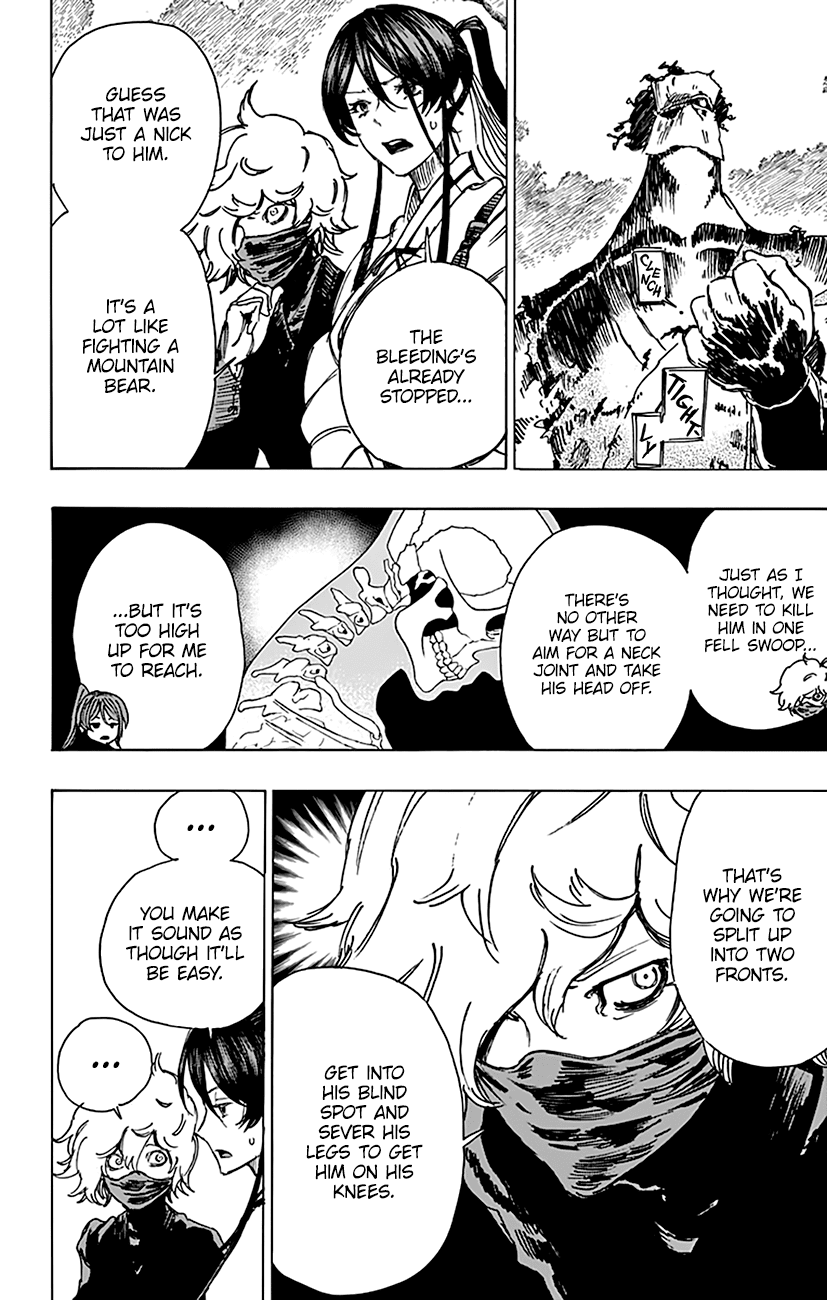 CLENCH
TIGHT-
LY
THE
BLEEDING'S
ALREADY
STOPPED...
GUESS
THAT WAS
JUST A NICK
TO HIM.
IT'S A
LOT LIKE
FIGHTING A
MOUNTAIN
BEAR.
JUST AS I
THOUGHT, WE
NEED TO KILL
HIM IN ONE
FELL SWOOP...
THERE'S
NO OTHER
WAY BUT TO
AIM FOR A NECK
JOINT AND TAKE
HIS HEAD OFF.
...BUT IT'S
TOO HIGH
UP FOR ME
TO REACH.
THAT'S
WHY WE'RE
GOING TO
SPLIT UP
INTO TWO
FRONTS.
GET INTO
HIS BLIND
SPOT AND
SEVER HIS
LEGS TO GET
HIM ON HIS
KNEES.
...
YOU MAKE
IT SOUND AS
THOUGH IT'LL
BE EASY.
...